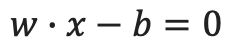 w · x − b = 0